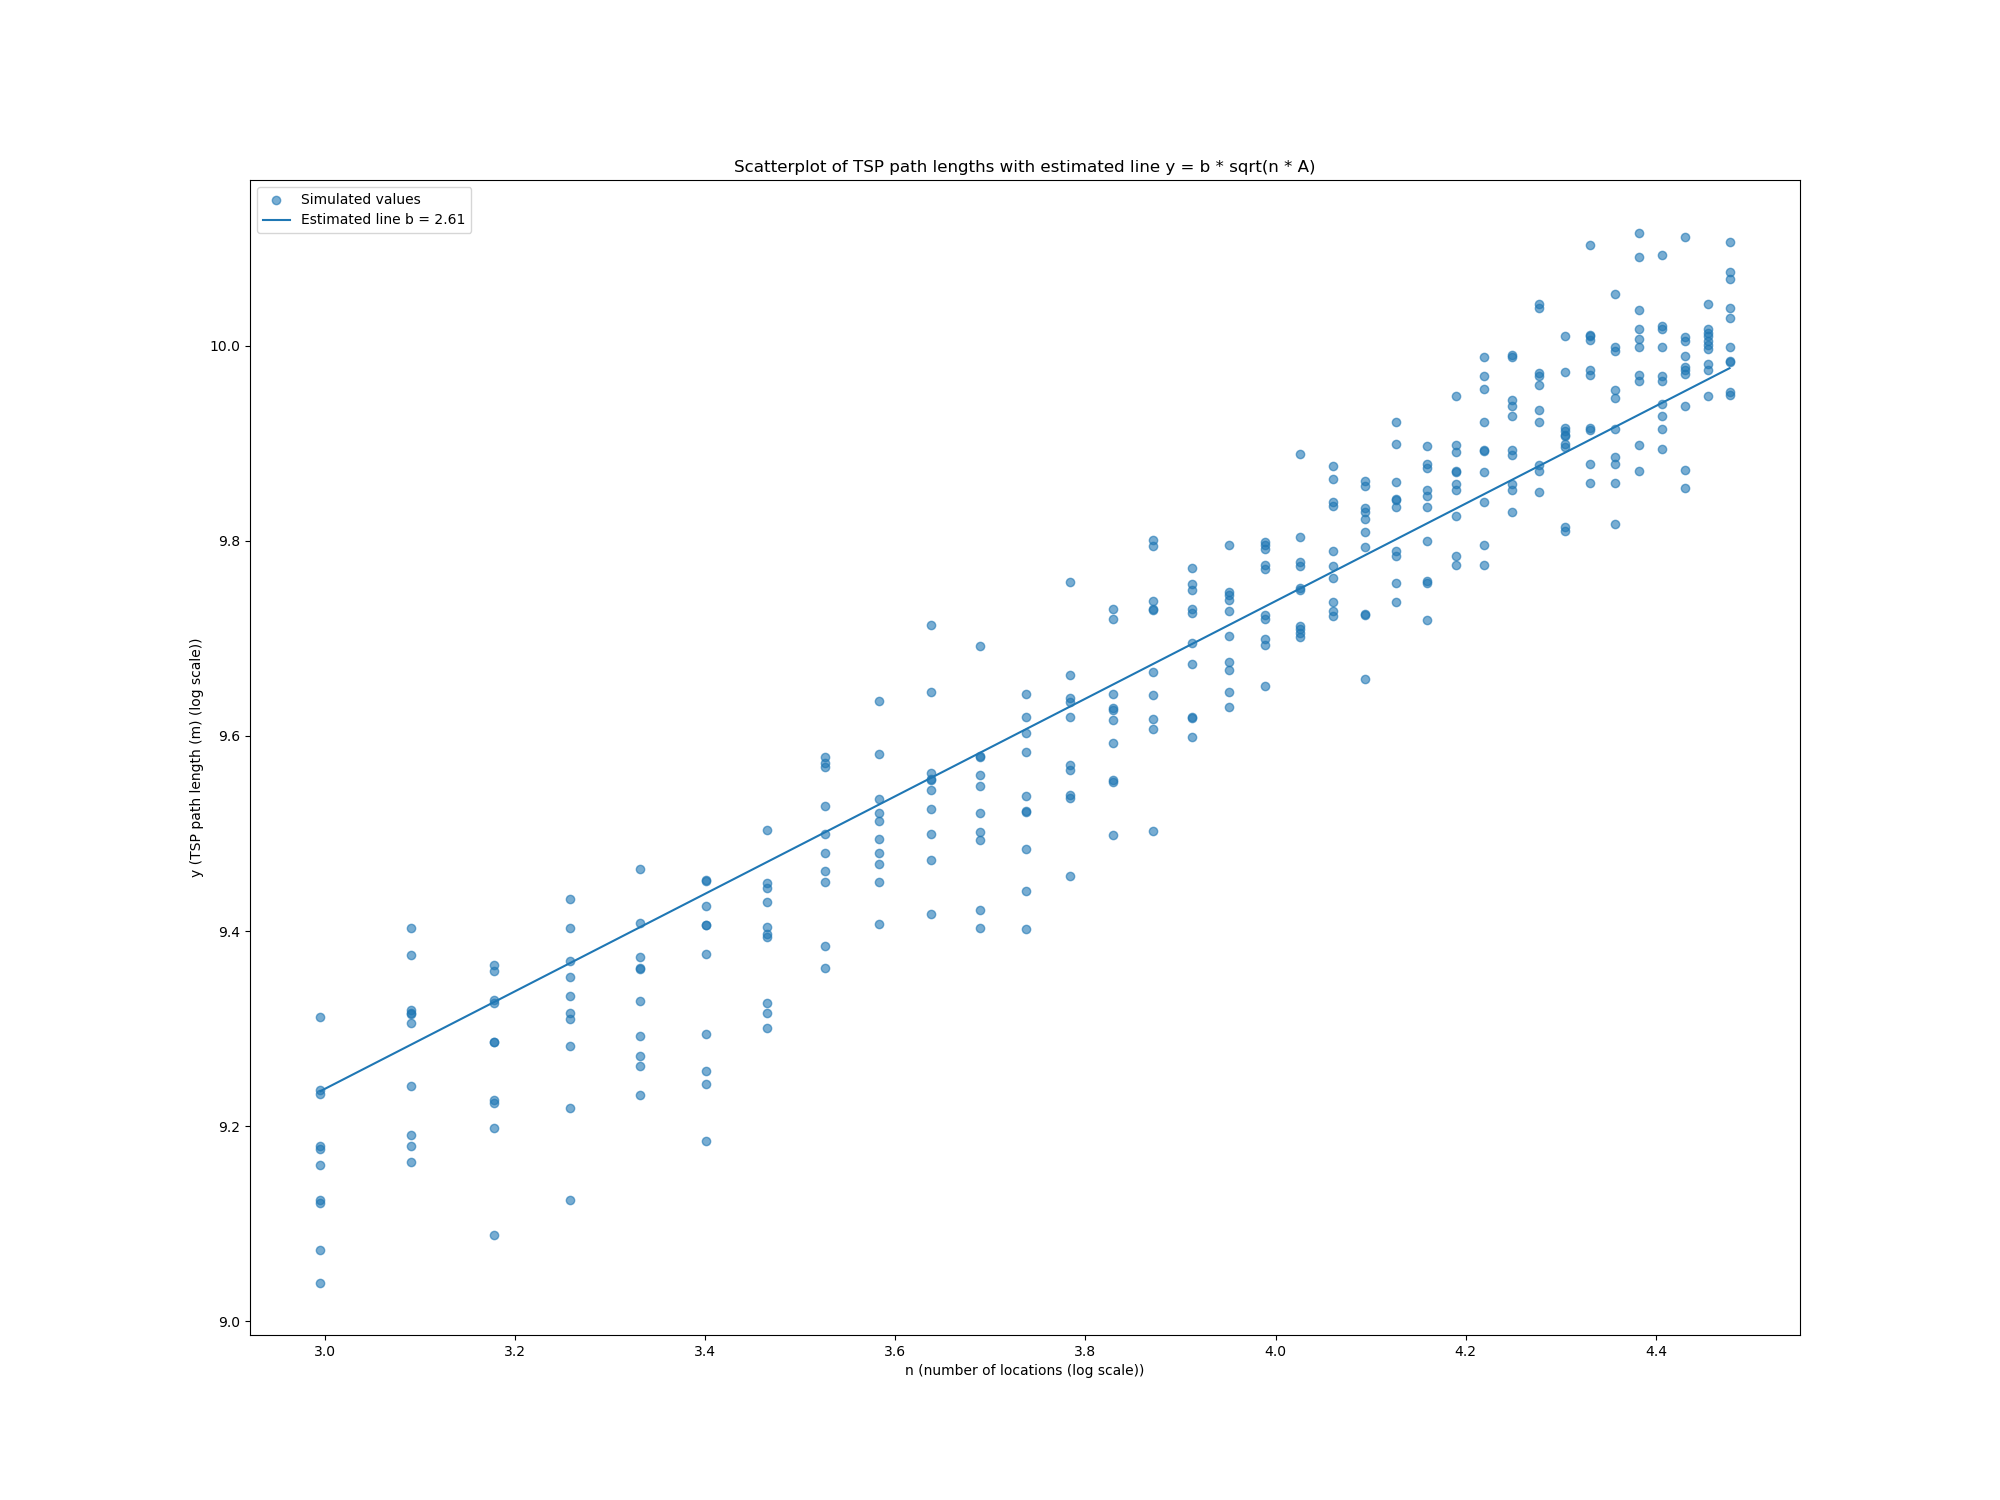 Scatterplot of TSP path lengths with estimated line y = b * sqrt(n * A)
Simulated values
Estimated line b = 2.61
y (TSP path length (m) (log scale))
10.0
9.8
9.6
9.4
9.2
9.0
3.0 3.2 3.4 3.6 3.8 4.0 4.2 4.4
n (number of locations (log scale))